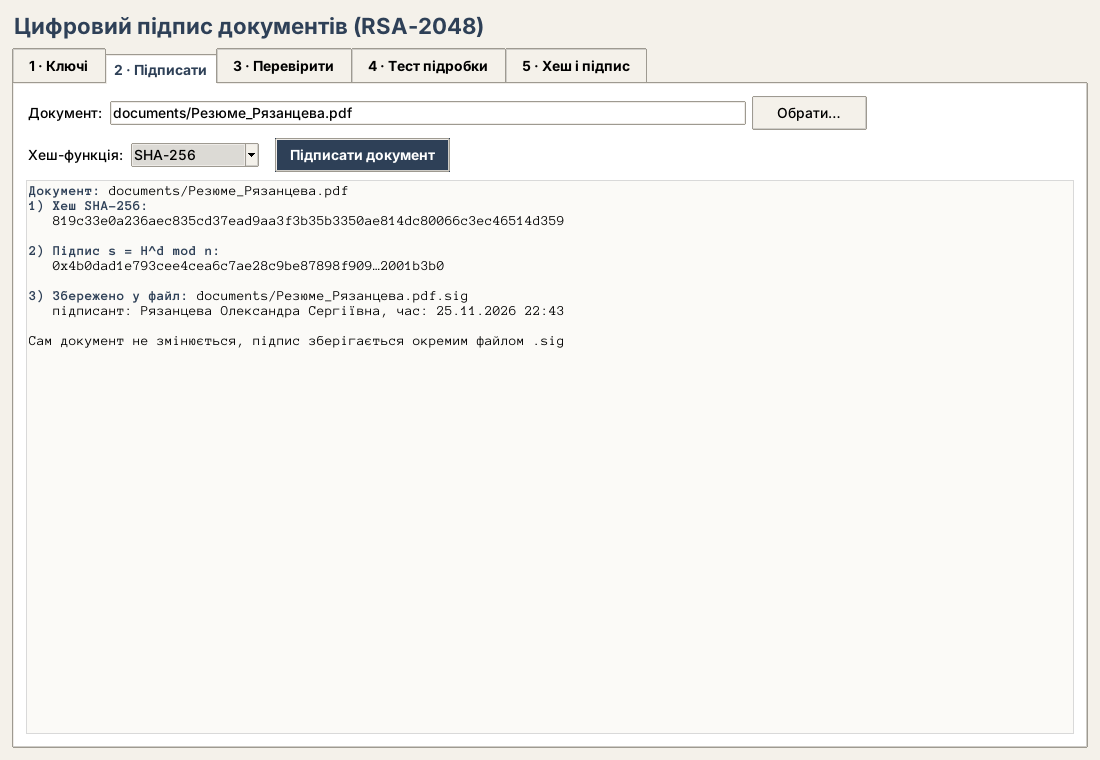 Цифровий підпис документів (RSA-2048)
1 · Ключі
2 · Підписати
3 · Перевірити
4 · Тест підробки
5 · Хеш і підпис
Документ: documents/Резюме_Рязанцева.pdf Обрати...
Хеш-функція: SHA-256 Підписати документ
Документ: documents/Резюме_Рязанцева.pdf
1) Хеш SHA-256:
819c33e0a236aec835cd37ead9aa3f3b35b3350ae814dc80066c3ec46514d359
2) Підпис s = H^d mod n:
0x4b0dad1e793cee4cea6c7ae28c9be87898f909…2001b3b0
3) Збережено у файл: documents/Резюме_Рязанцева.pdf.sig
підписант: Рязанцева Олександра Сергіївна, час: 25.11.2026 22:43
Сам документ не змінюється, підпис зберігається окремим файлом .sig